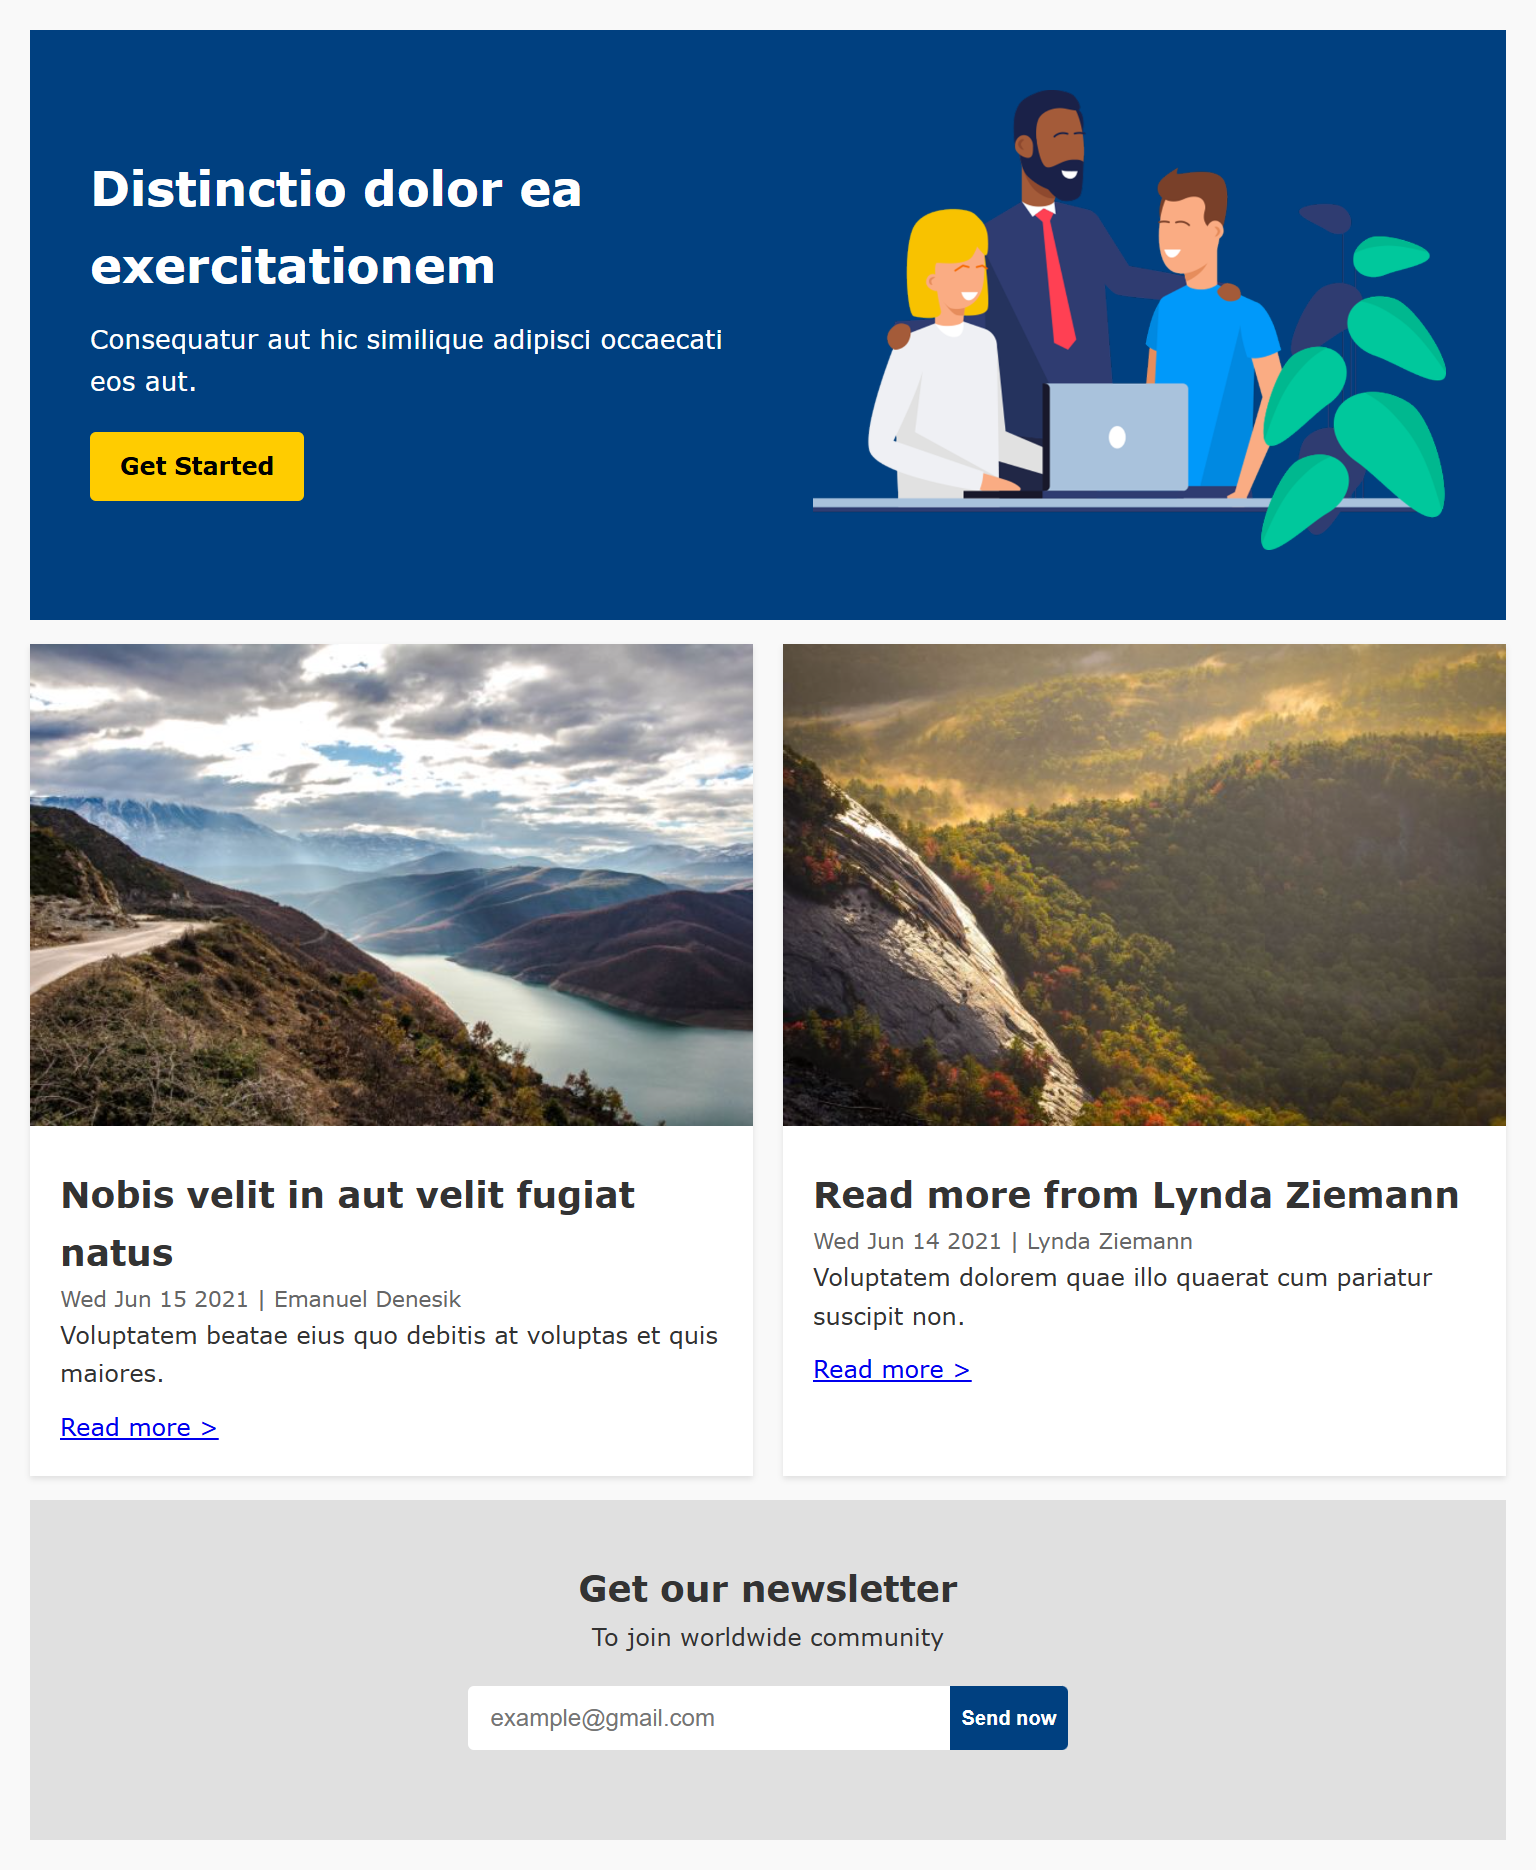 Distinctio dolor ea
exercitationem
Consequatur aut hic similique adipisci occaecati
eos aut.
Get Started
Nobis velit in aut velit fugiat
natus
Wed Jun 15 2021 | Emanuel Denesik
Voluptatem beatae eius quo debitis at voluptas et quis
maiores.
Read more >
Read more from Lynda Ziemann
Wed Jun 14 2021 | Lynda Ziemann
Voluptatem dolorem quae illo quaerat cum pariatur
suscipit non.
Read more >
Get our newsletter
To join worldwide community
example@gmail.com
Send now